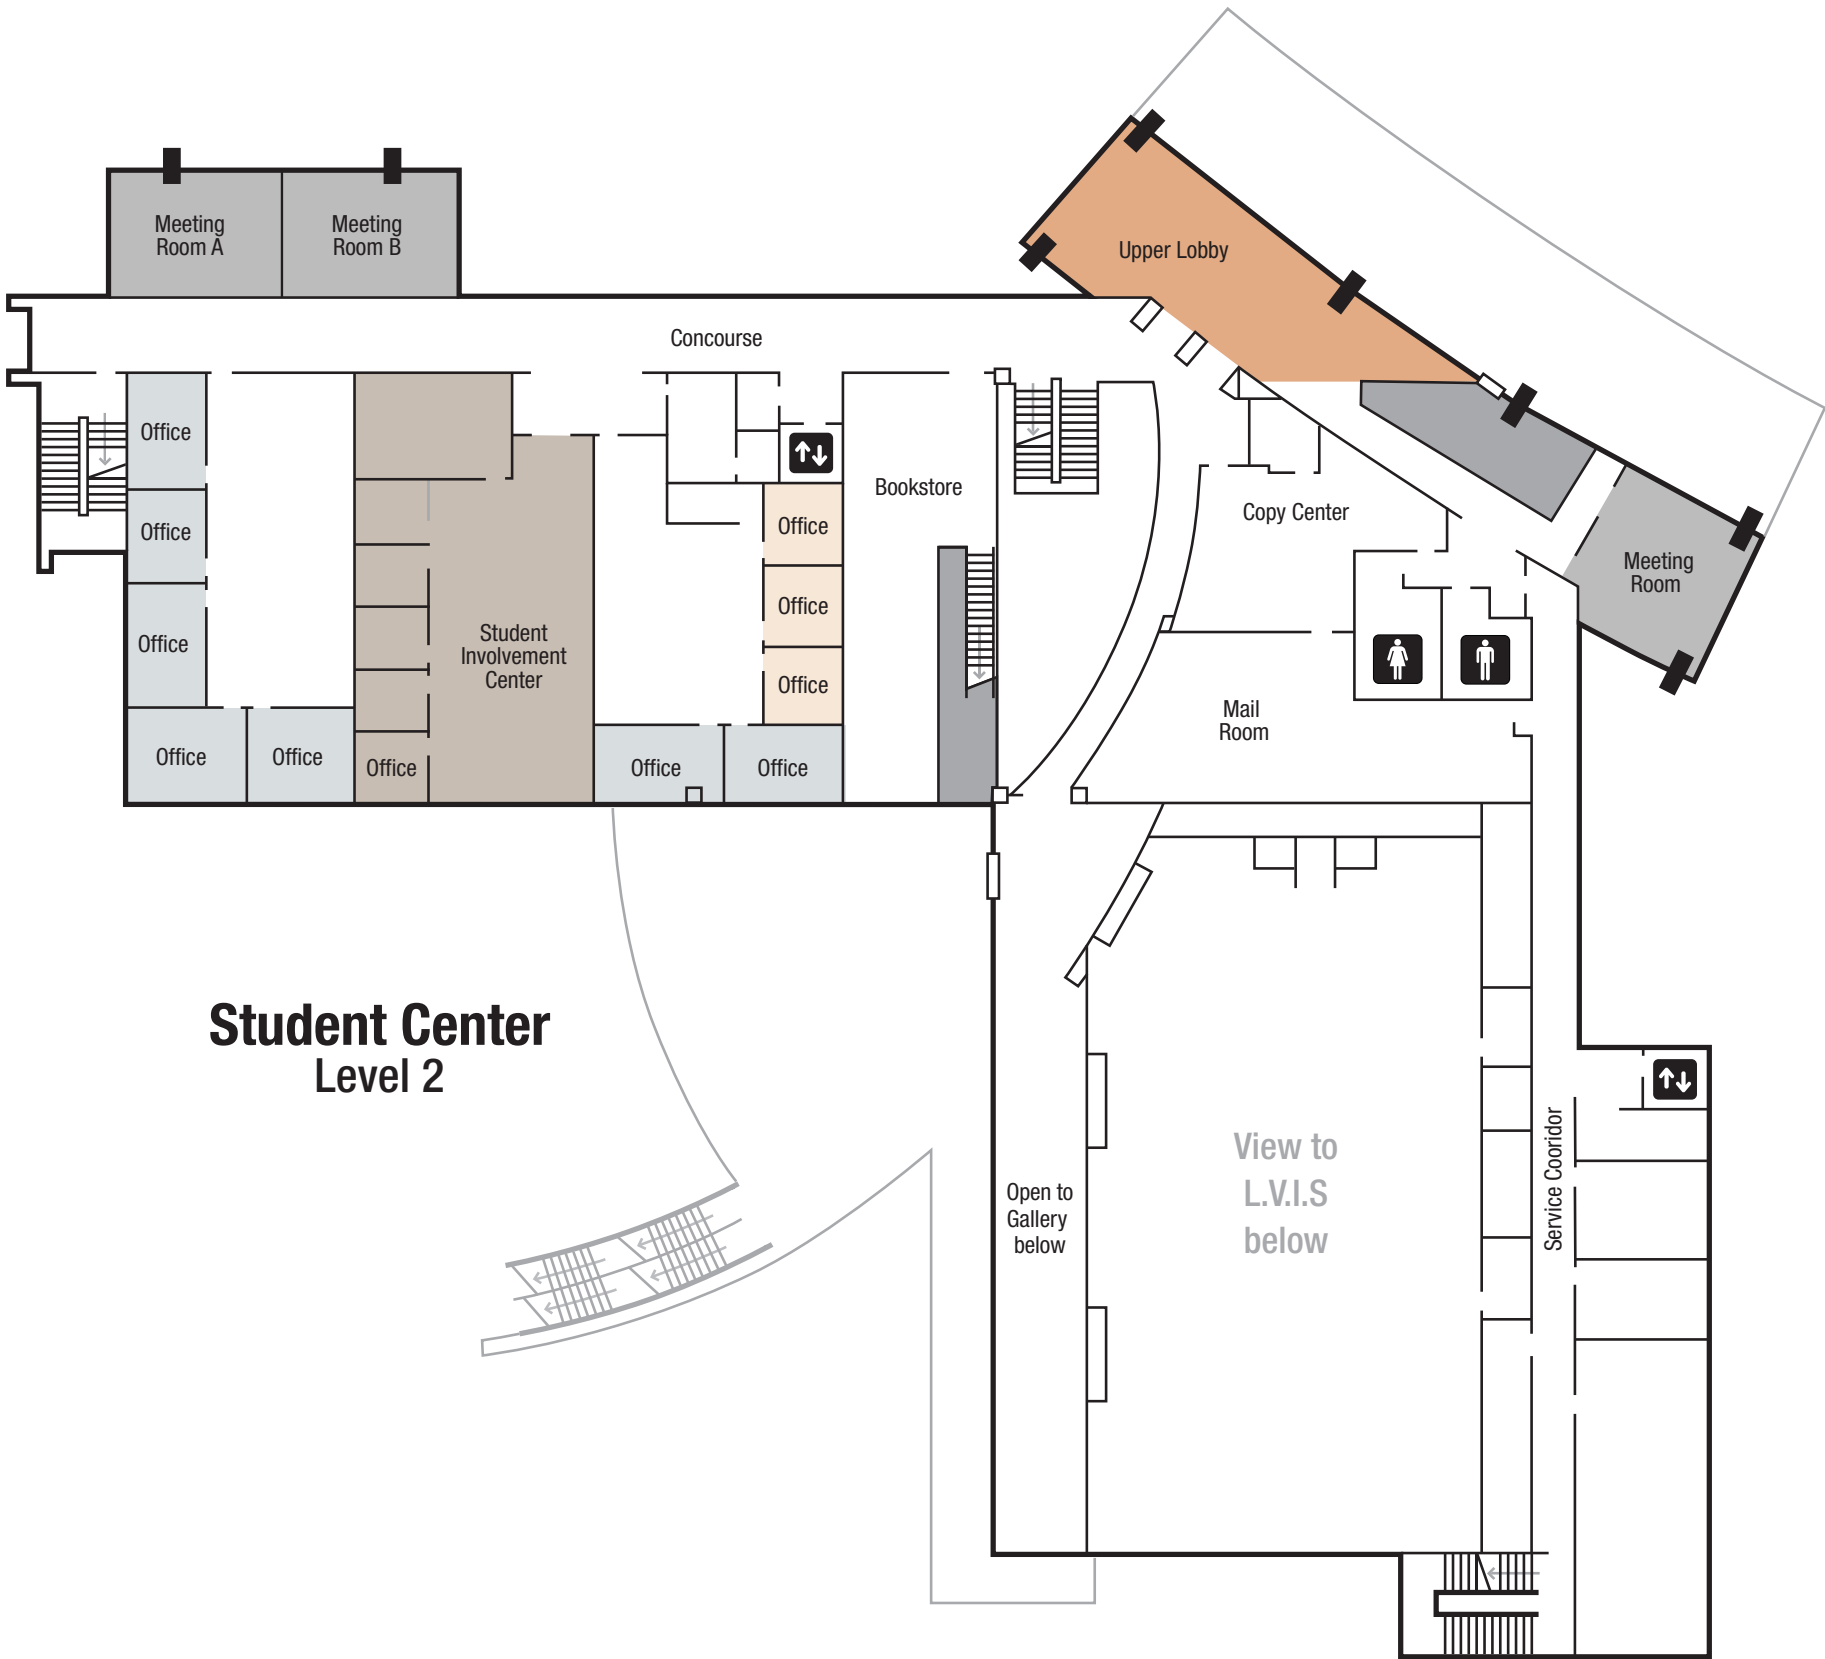 Meeting
Room A
Meeting
Room B
Upper Lobby
Concourse
Office
Bookstore
Office
Copy Center
Office
Office
Meeting
Room
Office
Office
Student
Involvement
Center
Office
Mail
Room
Office
Office
Office
Office
Office
Student Center
Level 2
View to
L.V.I.S
below
Open to
Gallery
below
Service Cooridor